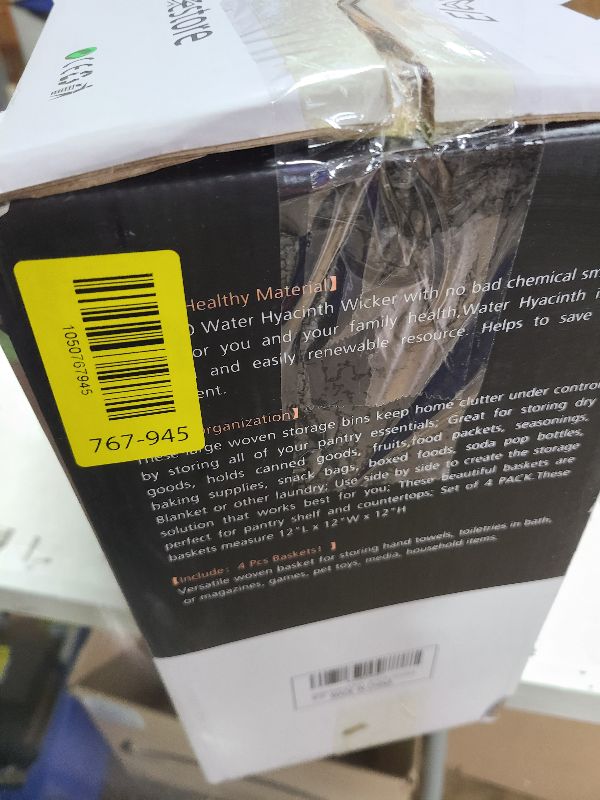 store
Healthy Material】
Water Hyacinth Wicker with no bad chemical sm
or you and your family health,Water Hyacinth i
and easily renewable resource. Helps to save
ent.
1050767945
767-945
organization】
These large woven storage bins keep home clutter under control
by storing all of your pantry essentials. Great for storing dry
goods, holds canned goods, fruits,food packets, seasonings,
baking supplies, snack bags, boxed foods, soda pop bottles,
Blanket or other laundry; Use side by side to create the storage
solution that works best for you; These beautiful baskets are
perfect for pantry shelf and countertops; Set of 4 PACK.These
baskets measure 12"L x 12"W x 12"H
【Include: 4 Pcs Baskets! 】
Versatile woven basket for storing hand towels, toiletries in bath,
or magazines, games, pet toys, media, household items.